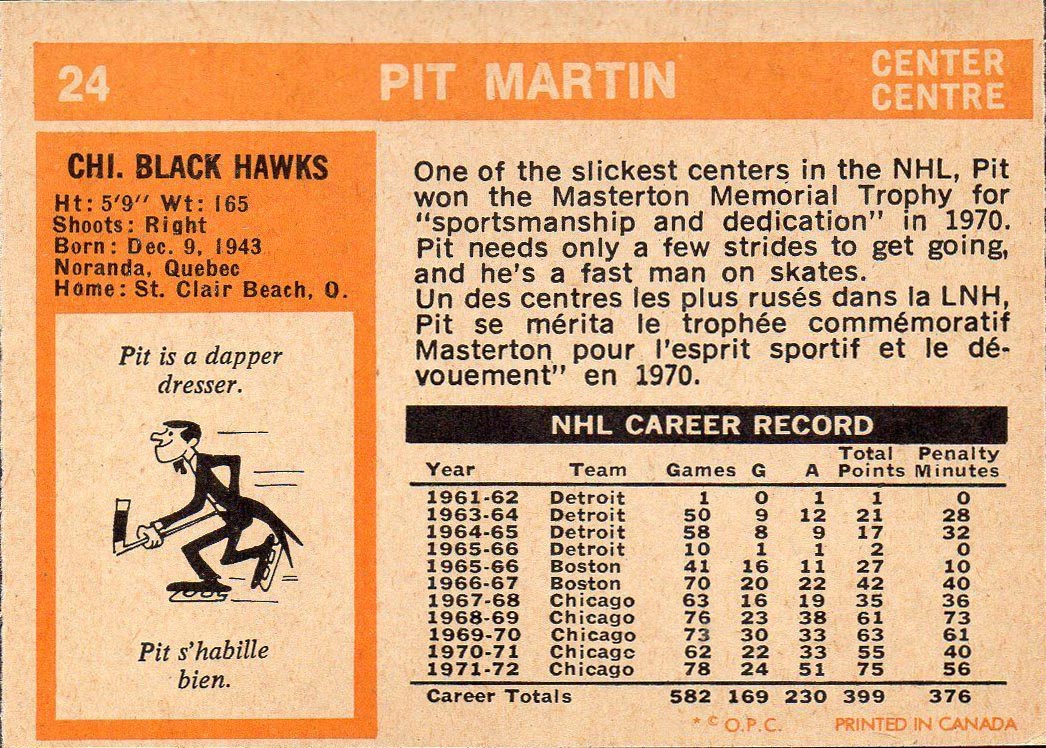 24
PIT MARTIN
CENTER
CENTRE
CHI. BLACK HAWKS
Ht: 5'9" Wt: 165
Shoots: Right
Born: Dec. 9, 1943
Noranda, Quebec
Home: St. Clair Beach, O.
Pit is a dapper
dresser.
Pit s'habille
bien.
One of the slickest centers in the NHL, Pit
won the Masterton Memorial Trophy for
"sportsmanship and dedication" in 1970.
Pit needs only a few strides to get going,
and he's a fast man on skates.
Un des centres les plus rusés dans la LNH,
Pit se mérita le trophée commémoratif
Masterton pour l'esprit sportif et le dé-
vouement" en 1970.
NHL CAREER RECORD
Total Penalty
Year Team Games G A Points Minutes
1961-62 Detroit 1 0 1 1 0
1963-64 Detroit 50 9 12 21 28
1964-65 Detroit 58 8 9 17 32
1965-66 Detroit 10 1 1 2 0
1965-66 Boston 41 16 11 27 10
1966-67 Boston 70 20 22 42 40
1967-68 Chicago 63 16 19 35 36
1968-69 Chicago 76 23 38 61 73
1969-70 Chicago 73 30 33 63 61
1970-71 Chicago 62 22 33 55 40
1971-72 Chicago 78 24 51 75 56
Career Totals 582 169 230 399 376
* © O.P.C. PRINTED IN CANADA